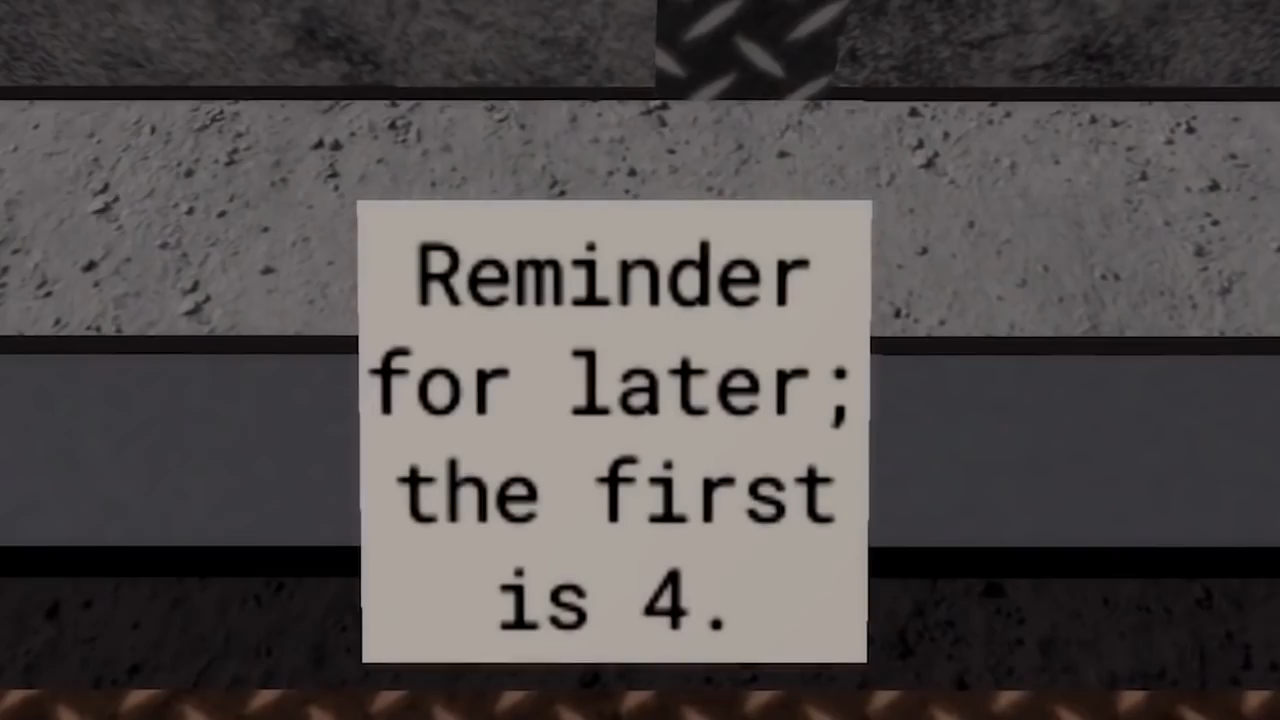 Reminder
for later;
the first
is 4.